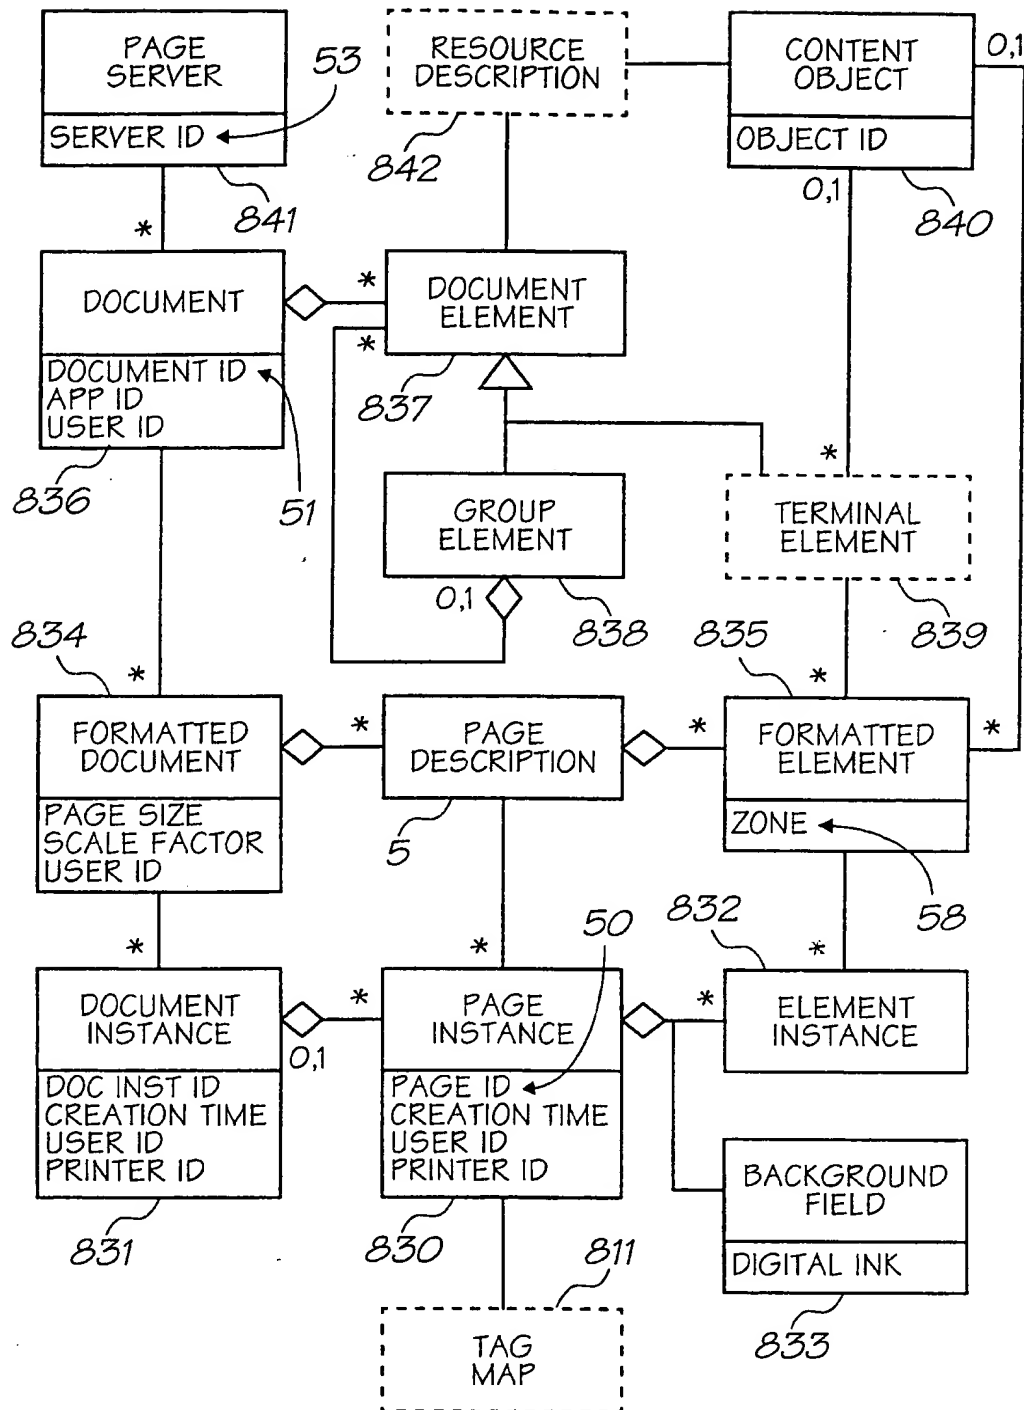 PAGE
SERVER
SERVER ID
53
841
*
RESOURCE
DESCRIPTION
842
CONTENT
OBJECT
OBJECT ID
0,1
0,1
840
DOCUMENT
DOCUMENT ID
APP ID
USER ID
836
51
*
*
DOCUMENT
ELEMENT
837
GROUP
ELEMENT
0,1
838
*
TERMINAL
ELEMENT
839
834
*
FORMATTED
DOCUMENT
PAGE SIZE
SCALE FACTOR
USER ID
*
PAGE
DESCRIPTION
5
835
*
*
*
FORMATTED
ELEMENT
ZONE
58
*
DOCUMENT
INSTANCE
0,1
DOC INST ID
CREATION TIME
USER ID
PRINTER ID
831
50
*
*
PAGE
INSTANCE
PAGE ID
CREATION TIME
USER ID
PRINTER ID
830
832
*
*
ELEMENT
INSTANCE
BACKGROUND
FIELD
DIGITAL INK
833
811
TAG
MAP